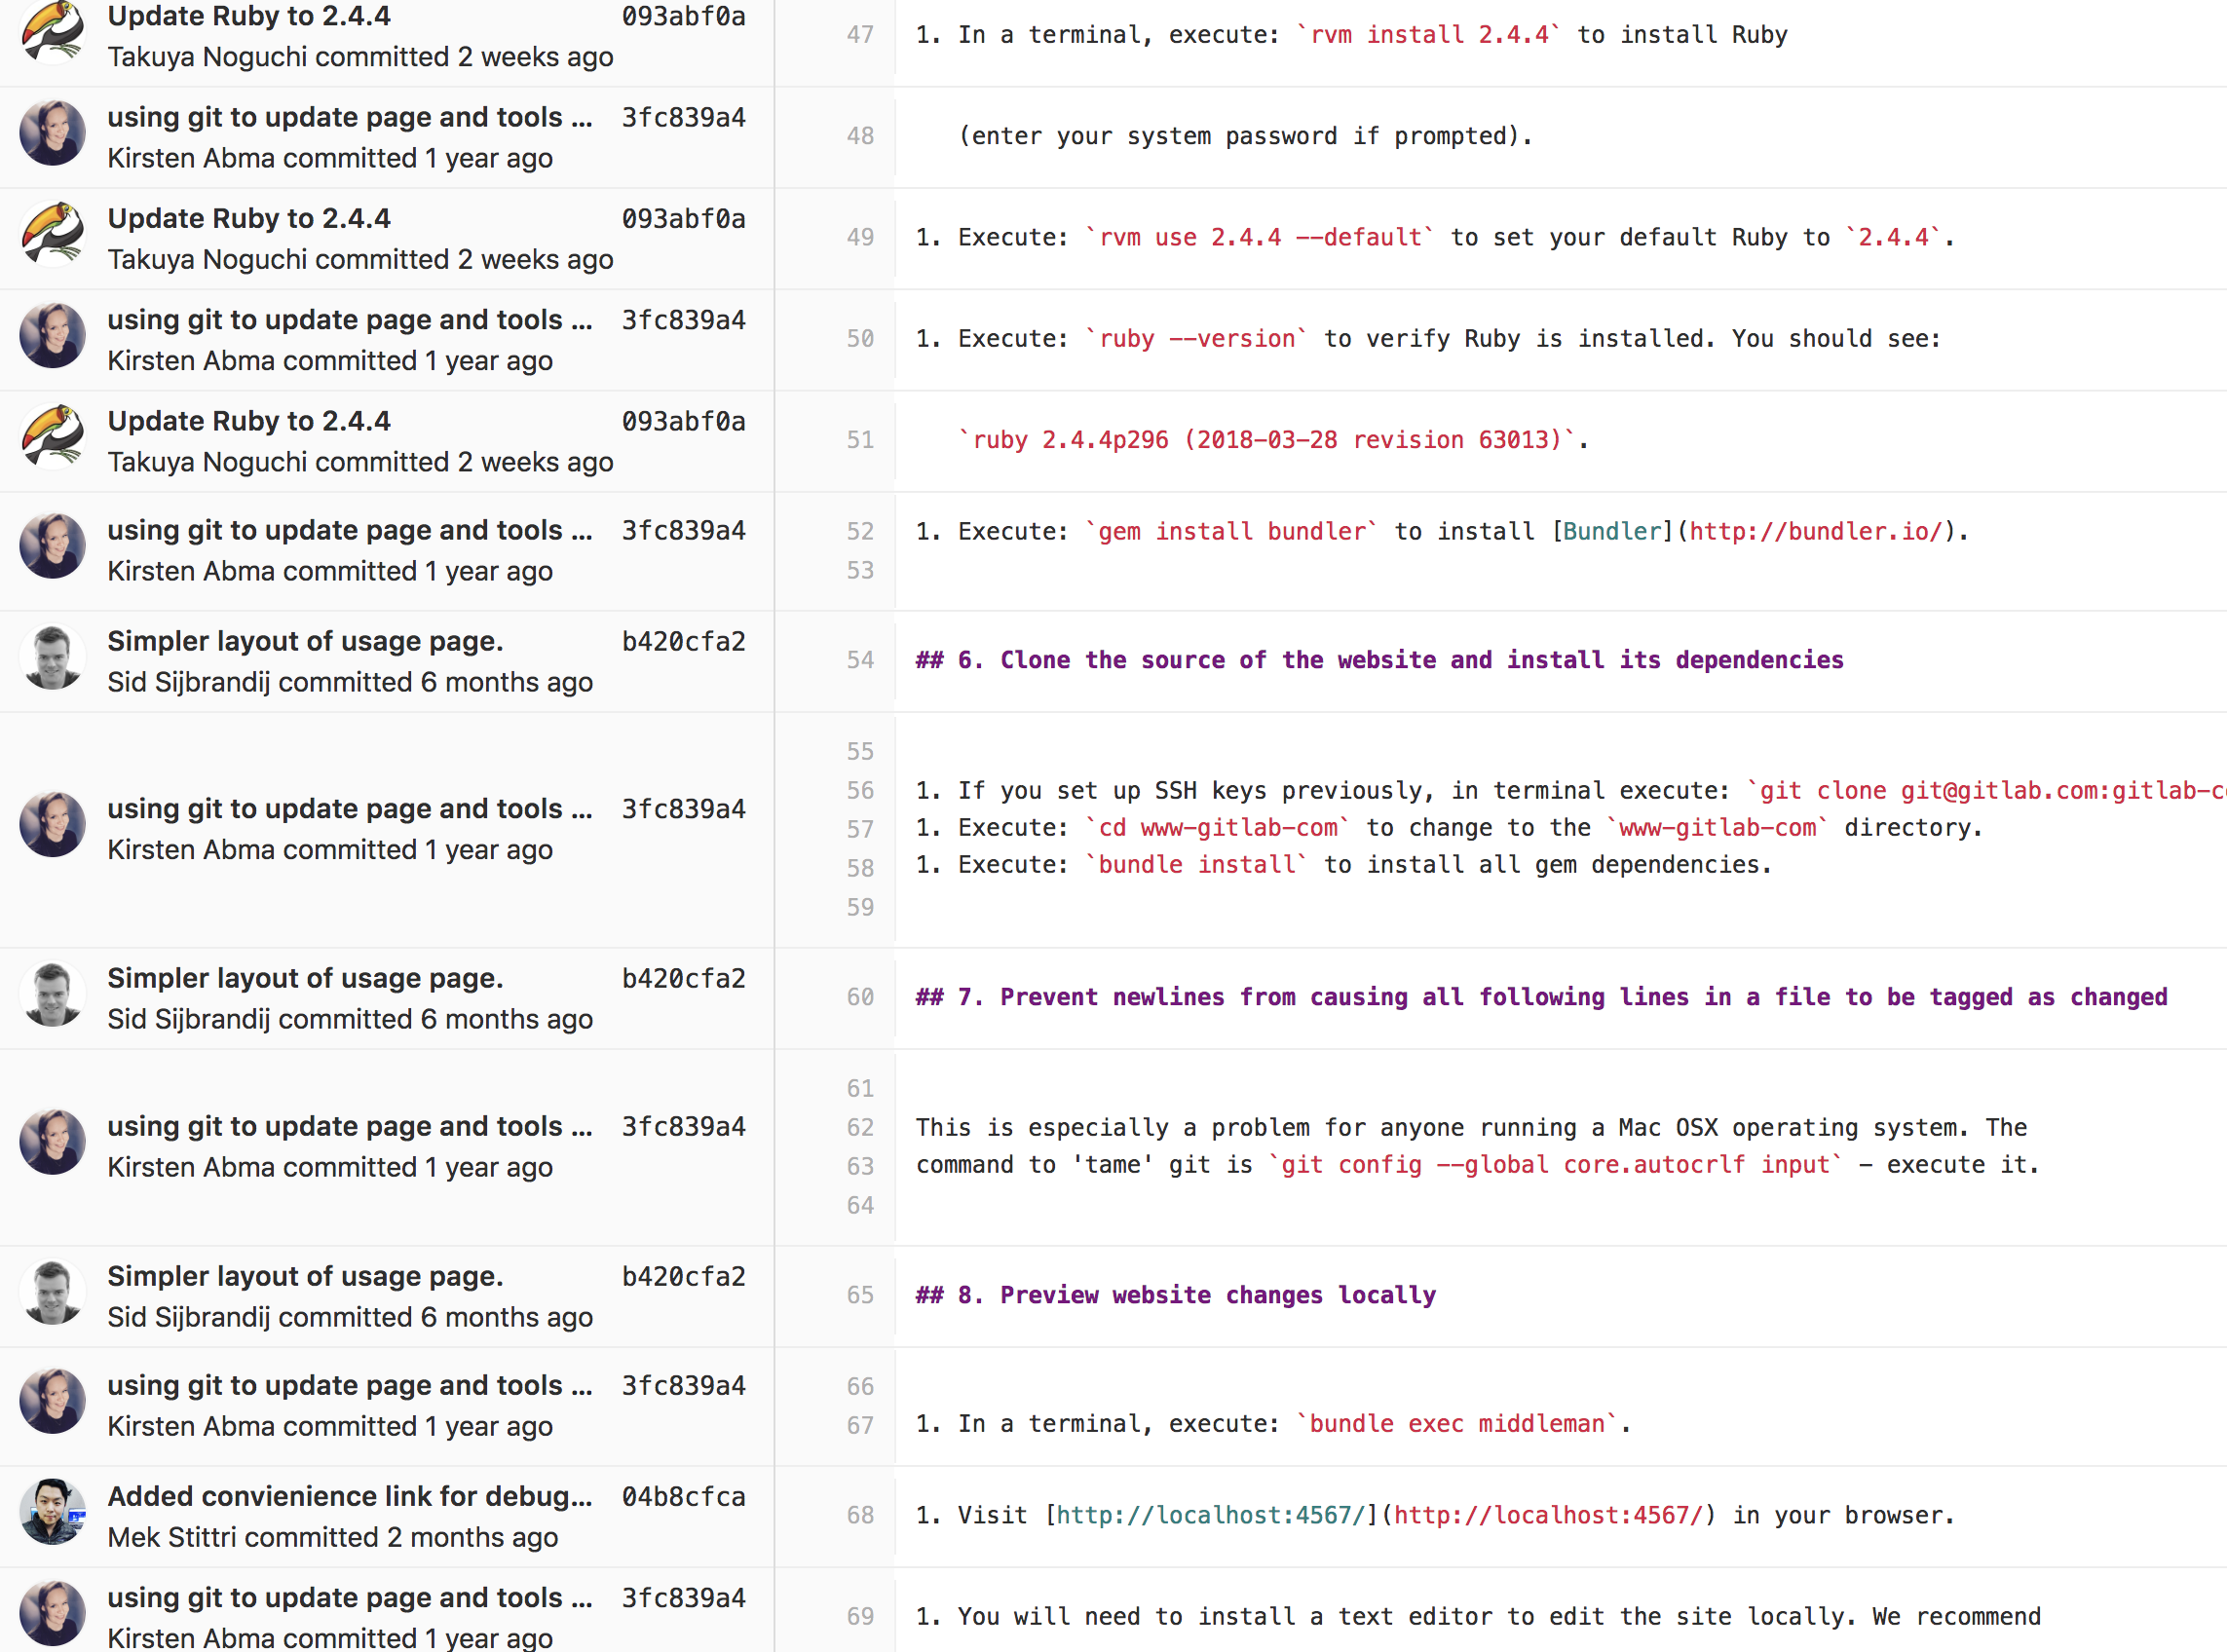 Update Ruby to 2.4.4 093abf0a
Takuya Noguchi committed 2 weeks ago
47 1. In a terminal, execute: `rvm install 2.4.4` to install Ruby
using git to update page and tools ... 3fc839a4
Kirsten Abma committed 1 year ago
48 (enter your system password if prompted).
Update Ruby to 2.4.4 093abf0a
Takuya Noguchi committed 2 weeks ago
49 1. Execute: `rvm use 2.4.4 --default` to set your default Ruby to `2.4.4`.
using git to update page and tools ... 3fc839a4
Kirsten Abma committed 1 year ago
50 1. Execute: `ruby --version` to verify Ruby is installed. You should see:
Update Ruby to 2.4.4 093abf0a
Takuya Noguchi committed 2 weeks ago
51 `ruby 2.4.4p296 (2018-03-28 revision 63013)`.
using git to update page and tools ... 3fc839a4
Kirsten Abma committed 1 year ago
52 1. Execute: `gem install bundler` to install [Bundler](http://bundler.io/).
53
Simpler layout of usage page. b420cfa2
Sid Sijbrandij committed 6 months ago
54 ## 6. Clone the source of the website and install its dependencies
using git to update page and tools ... 3fc839a4
Kirsten Abma committed 1 year ago
55
56 1. If you set up SSH keys previously, in terminal execute: `git clone git@gitlab.com:gitlab-c
57 1. Execute: `cd www-gitlab-com` to change to the `www-gitlab-com` directory.
58 1. Execute: `bundle install` to install all gem dependencies.
59
Simpler layout of usage page. b420cfa2
Sid Sijbrandij committed 6 months ago
60 ## 7. Prevent newlines from causing all following lines in a file to be tagged as changed
using git to update page and tools ... 3fc839a4
Kirsten Abma committed 1 year ago
61
62 This is especially a problem for anyone running a Mac OSX operating system. The
63 command to 'tame' git is `git config --global core.autocrlf input` - execute it.
64
Simpler layout of usage page. b420cfa2
Sid Sijbrandij committed 6 months ago
65 ## 8. Preview website changes locally
using git to update page and tools ... 3fc839a4
Kirsten Abma committed 1 year ago
66
67 1. In a terminal, execute: `bundle exec middleman`.
Added convienience link for debug... 04b8cfca
Mek Stittri committed 2 months ago
68 1. Visit [http://localhost:4567/](http://localhost:4567/) in your browser.
using git to update page and tools ... 3fc839a4
Kirsten Abma committed 1 year ago
69 1. You will need to install a text editor to edit the site locally. We recommend